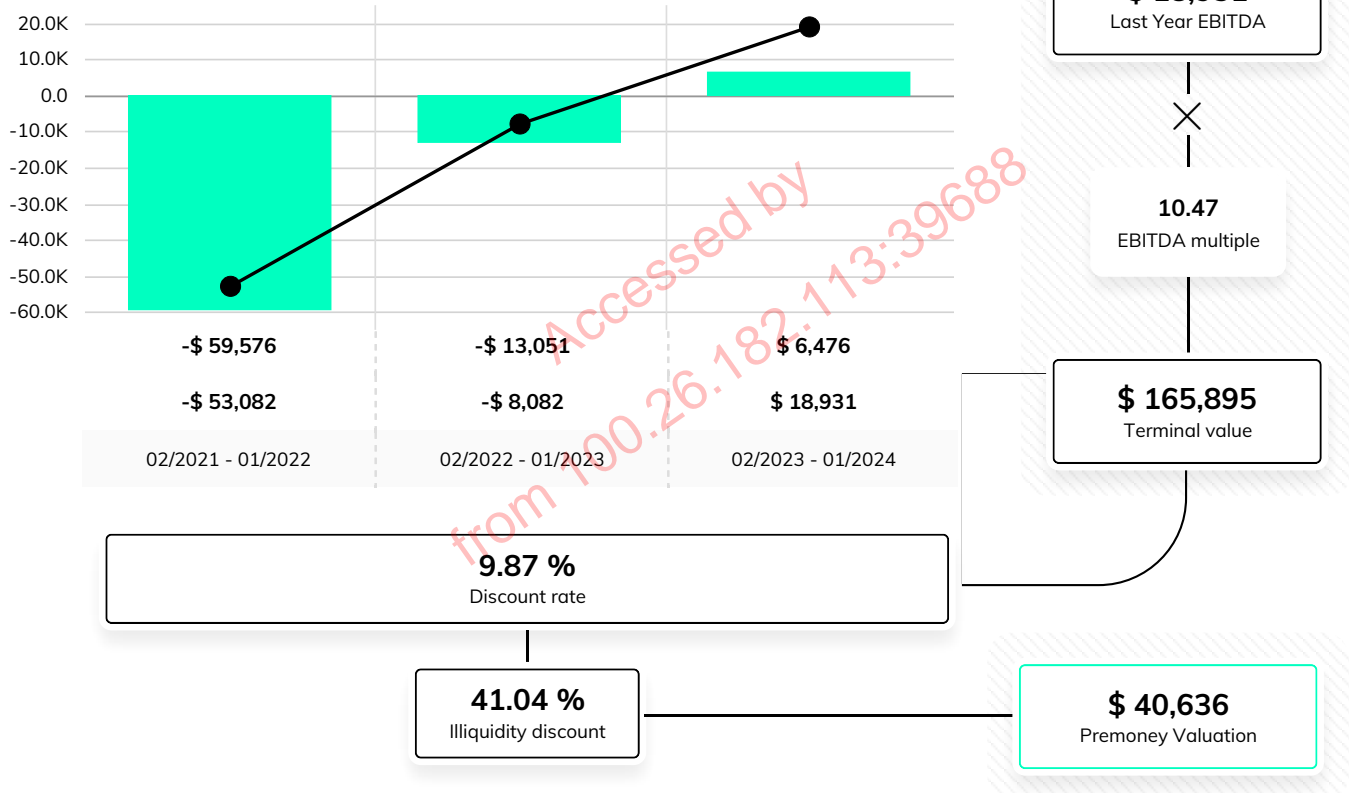 Last Year EBITDA
20.0K
10.0K
0.0
-10.0K
-20.0K
-30.0K
-40.0K
-50.0K
-60.0K
10.47
EBITDA multiple
Accessed by
from 100.26.182.113:39688
-$ 59,576
-$ 13,051
$ 6,476
-$ 53,082
-$ 8,082
$ 18,931
02/2021 - 01/2022
02/2022 - 01/2023
02/2023 - 01/2024
$ 165,895
Terminal value
9.87 %
Discount rate
41.04 %
Illiquidity discount
$ 40,636
Premoney Valuation